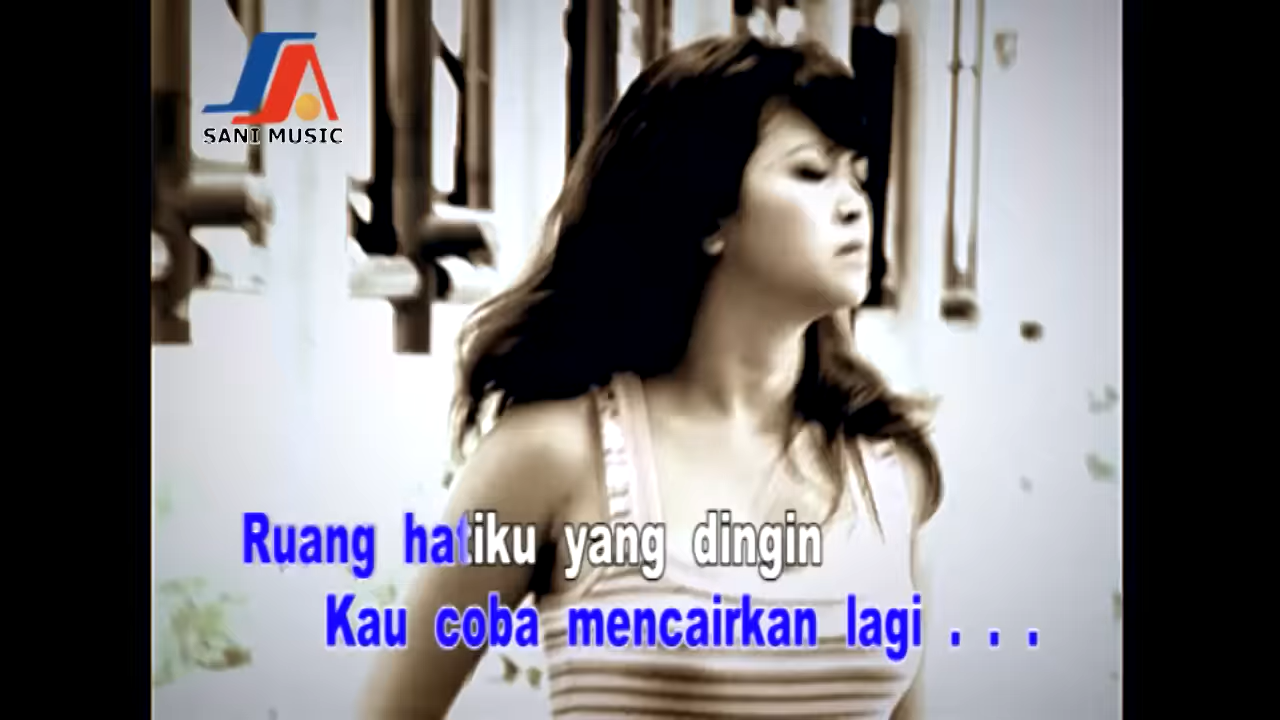 SANI MUSIC
Ruang hatiku yang dingin
Kau coba mencairkan lagi . . .